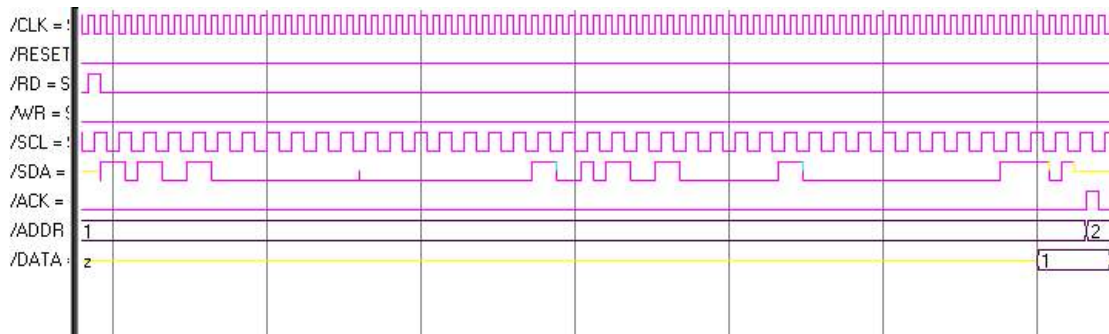 /CLK = S
/RESET
/RD = S
/WR = S
/SCL = S
/SDA =
/ACK =
/ADDR 1 2
/DATA = z 1